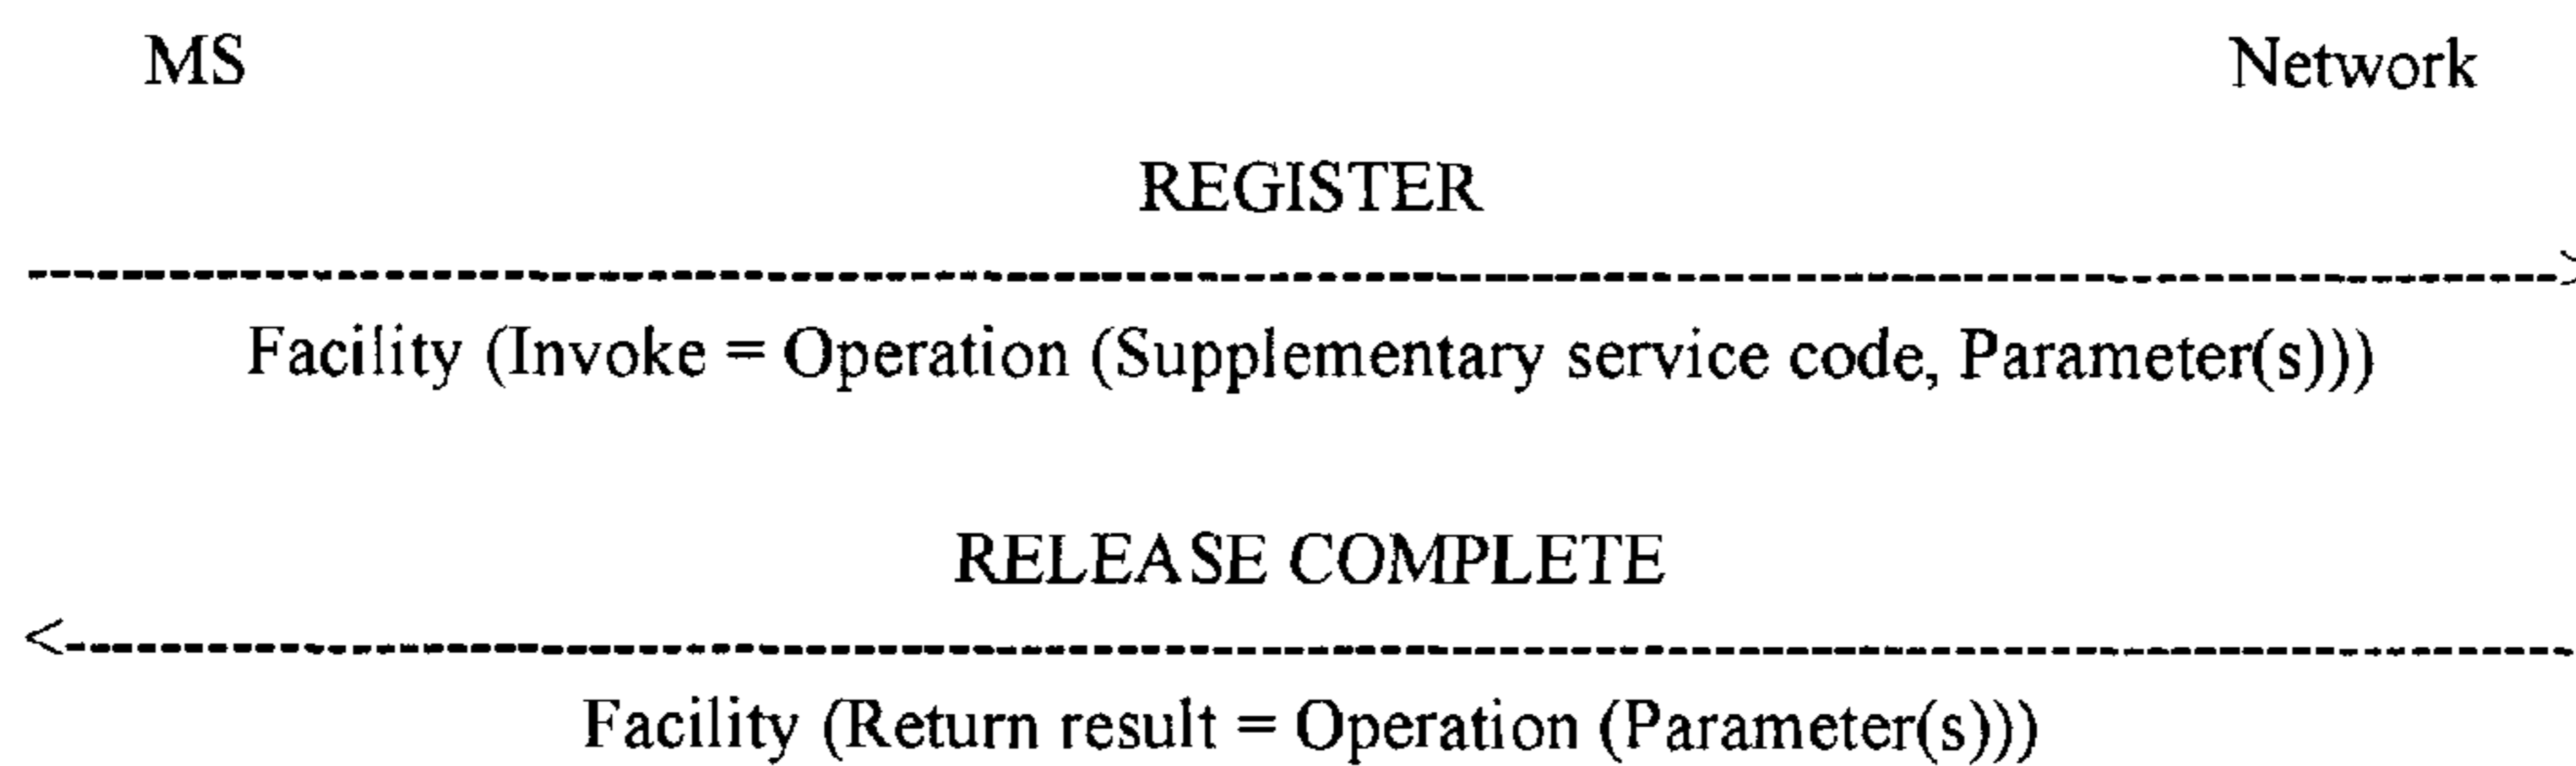 MS Network
REGISTER
Facility (Invoke = Operation (Supplementary service code, Parameter(s)))
RELEASE COMPLETE
Facility (Return result = Operation (Parameter(s)))